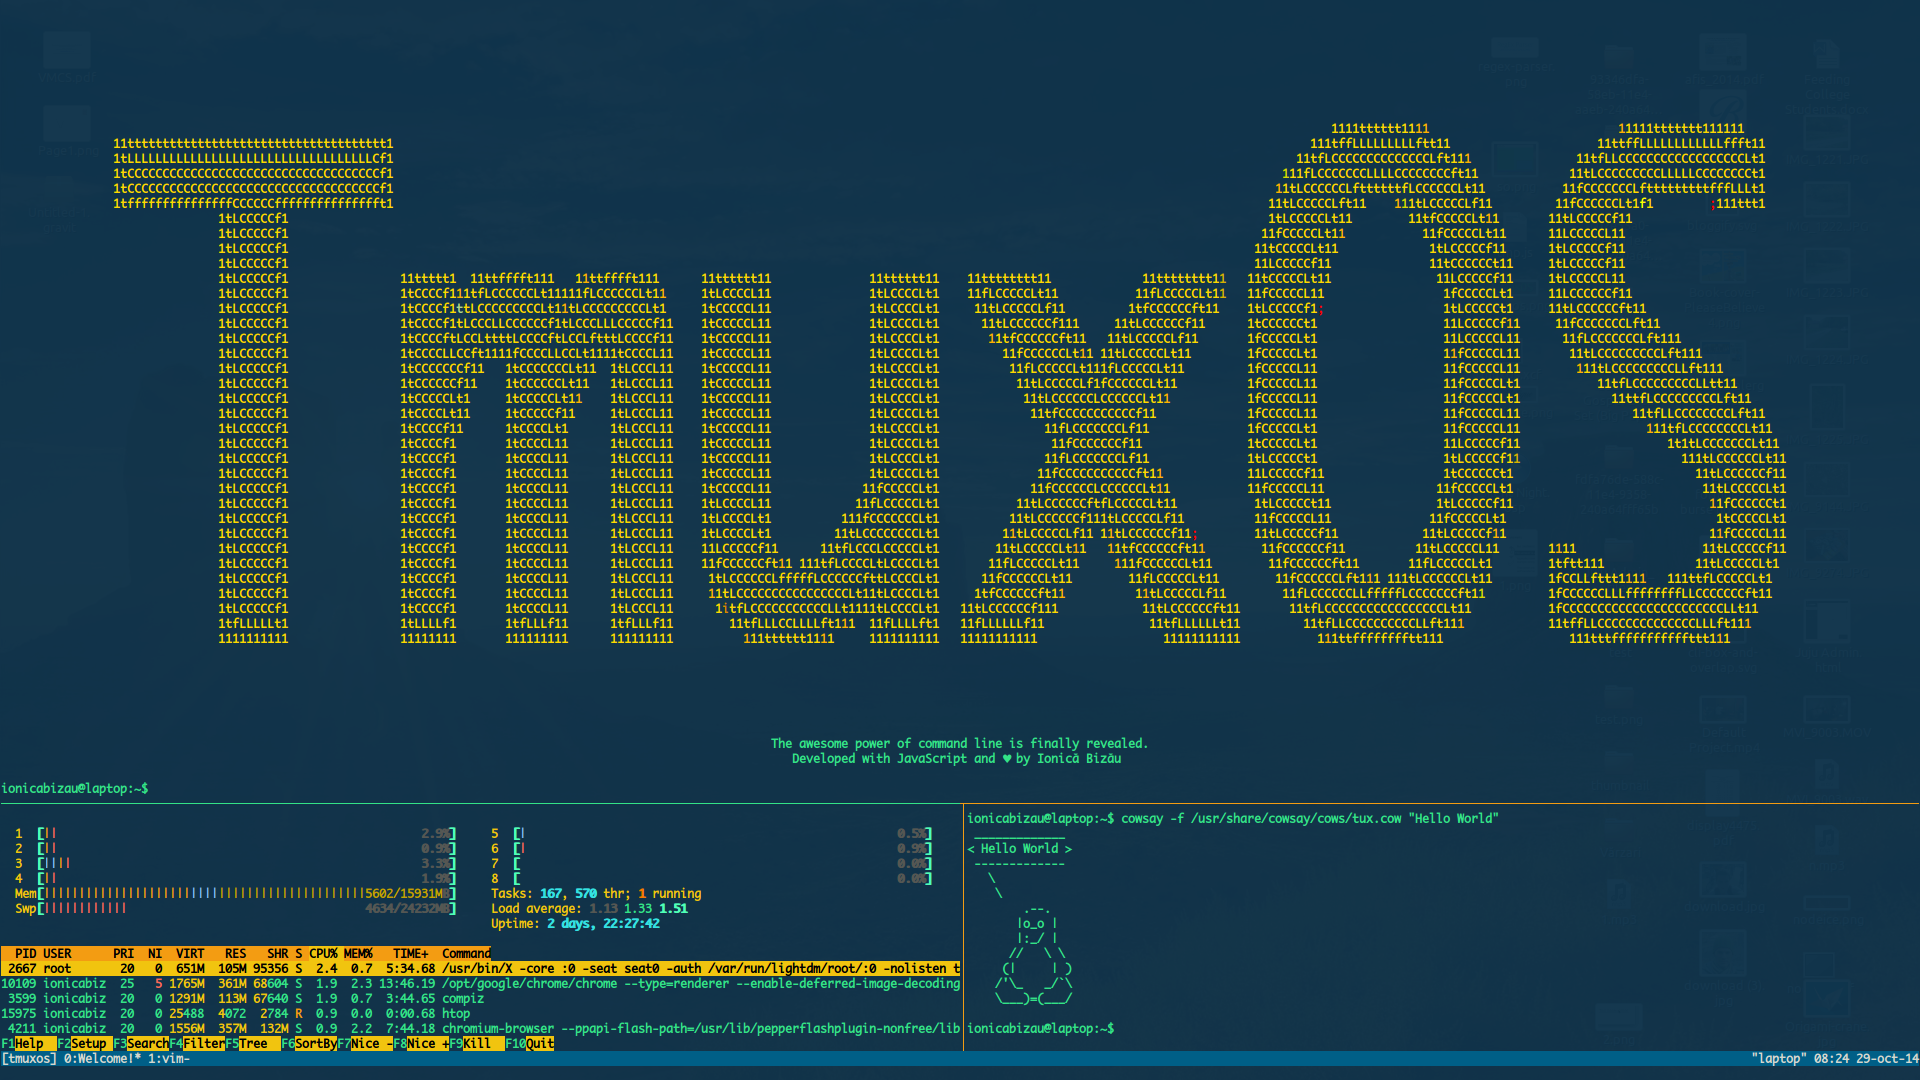 TmuxOS
The awesome power of command line is finally revealed.
Developed with JavaScript and ♥ by Ionică Bizău
ionicabizau@laptop:~$
1 [|| 2.9%]
2 [|| 0.9%]
3 [|||| 3.3%]
4 [|| 1.9%]
Mem[||||||||||||||||||||||||||||||||||||||||||||||5602/15931MB]
Swp[|||||||||||| 4634/24232MB]
5 [| 0.5%]
6 [| 0.9%]
7 [ 0.0%]
8 [ 0.0%]
Tasks: 167, 570 thr; 1 running
Load average: 1.13 1.33 1.51
Uptime: 2 days, 22:27:42
PID USER PRI NI VIRT RES SHR S CPU% MEM% TIME+ Command
2667 root 20 0 651M 105M 95356 S 2.4 0.7 5:34.68 /usr/bin/X -core :0 -seat seat0 -auth /var/run/lightdm/root/:0 -nolisten t
10109 ionicabiz 25 5 1765M 361M 68604 S 1.9 2.3 13:46.19 /opt/google/chrome/chrome --type=renderer --enable-deferred-image-decoding
3599 ionicabiz 20 0 1291M 113M 67640 S 1.9 0.7 3:44.65 compiz
15975 ionicabiz 20 0 25488 4072 2784 R 0.9 0.0 0:00.68 htop
4211 ionicabiz 20 0 1556M 357M 132M S 0.9 2.2 7:44.18 chromium-browser --ppapi-flash-path=/usr/lib/pepperflashplugin-nonfree/lib
F1Help F2Setup F3SearchF4FilterF5Tree F6SortByF7Nice -F8Nice +F9Kill F10Quit
ionicabizau@laptop:~$ cowsay -f /usr/share/cowsay/cows/tux.cow "Hello World"
 _____________
< Hello World >
 -------------
   \
    \
        .--.
       |o_o |
       |:_/ |
      //   \ \
     (|     | )
    /'\_   _/`\
    \___)=(___/
ionicabizau@laptop:~$
[tmuxos] 0:Welcome!* 1:vim- "laptop" 08:24 29-oct-14